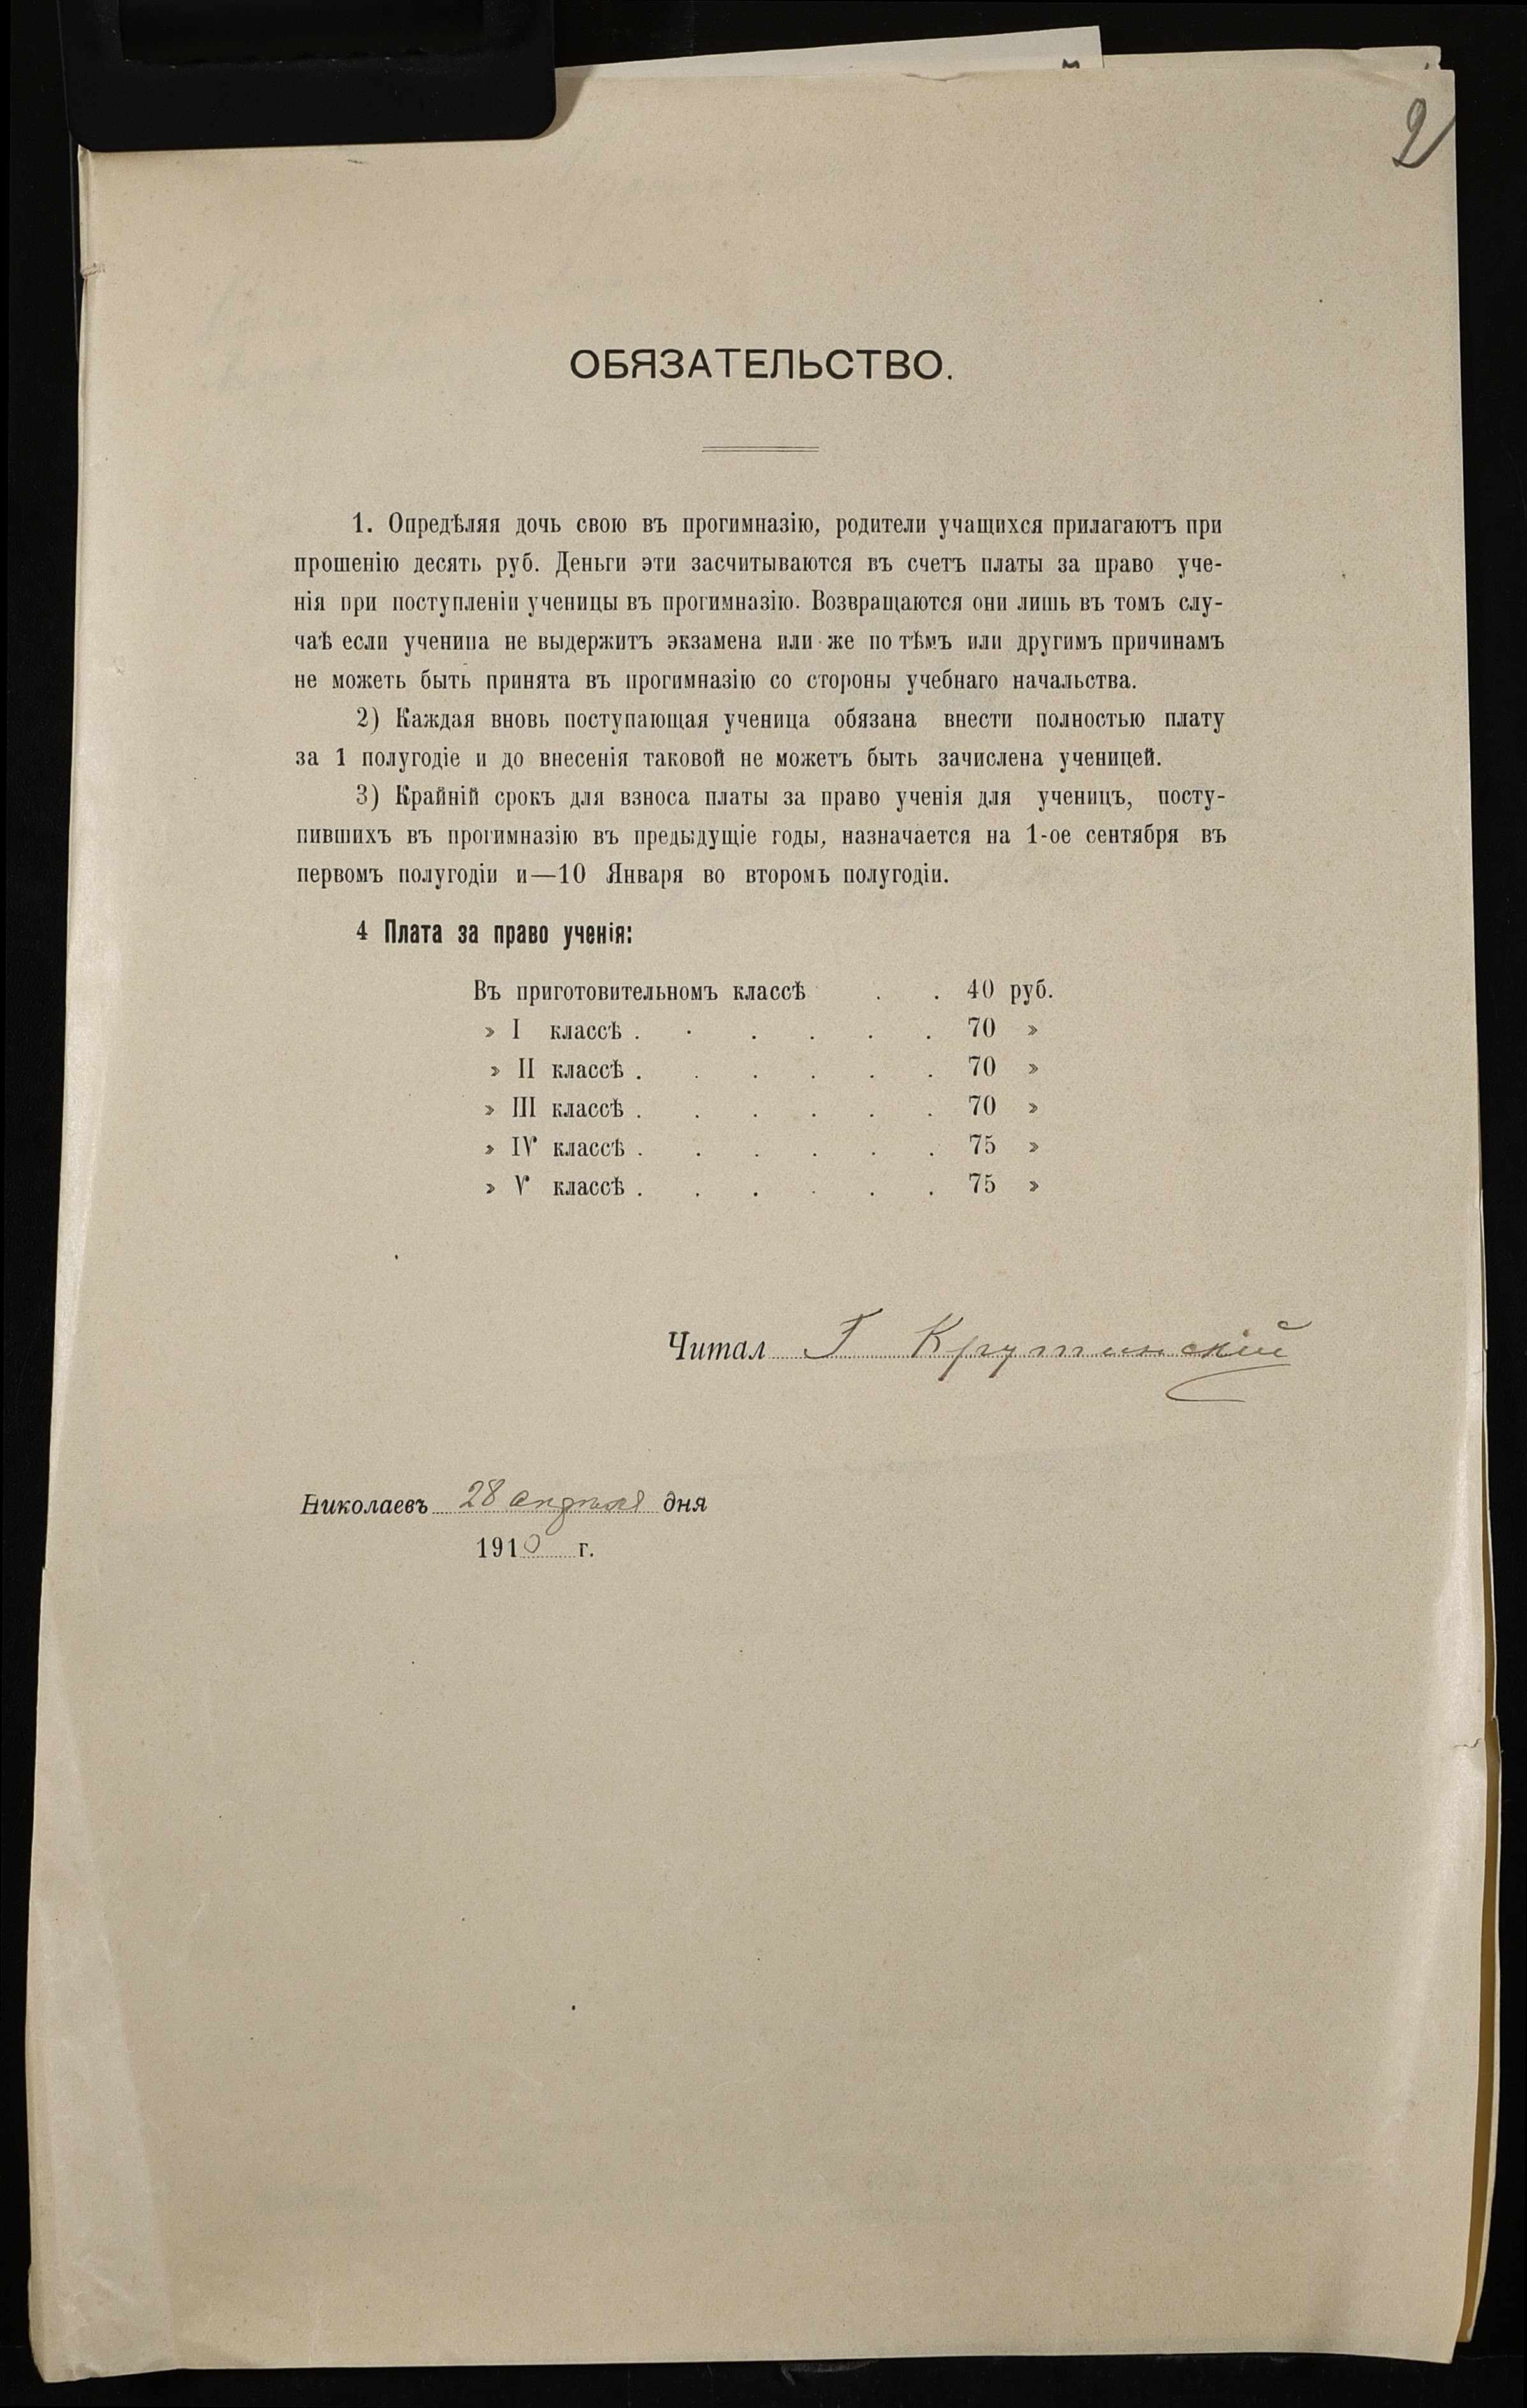 2
ОБЯЗАТЕЛЬСТВО.
1. Опредѣляя дочь свою въ прогимназію, родители учащихся прилагаютъ при
прошенію десять руб. Деньги эти засчитываются въ счетъ платы за право уче-
нія при поступленіи ученицы въ прогимназію. Возвращаются они лишь въ томъ слу-
чаѣ если ученица не выдержитъ экзамена или же по тѣмъ или другимъ причинамъ
не можеть быть принята въ прогимназію со стороны учебнаго начальства.
2) Каждая вновь поступающая ученица обязана внести полностью плату
за 1 полугодіе и до внесенія таковой не можетъ быть зачислена ученицей.
3) Крайній срокъ для взноса платы за право ученія для ученицъ, посту-
пившихъ въ прогимназію въ предыдущіе годы, назначается на 1-ое сентября въ
первомъ полугодіи и—10 Января во второмъ полугодіи.
4 Плата за право ученія:
Въ приготовительномъ классѣ . . 40 руб.
» I классѣ . . . . . . 70 »
» II классѣ . . . . . . 70 »
» III классѣ . . . . . . 70 »
» IV классѣ . . . . . . 75 »
» V классѣ . . . . . . 75 »
Читал Г Крутинскій
Николаевъ 28 апреля дня
1910 г.